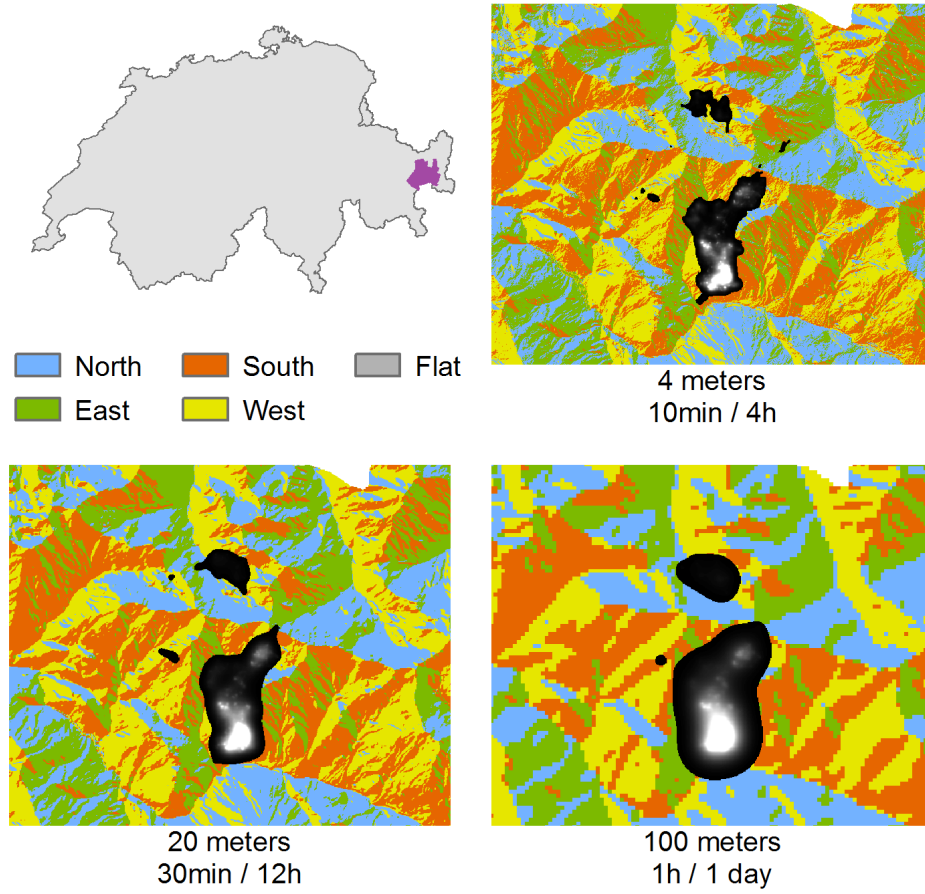 North
South
Flat
East
West
4 meters
10min / 4h
20 meters
30min / 12h
100 meters
1h / 1 day